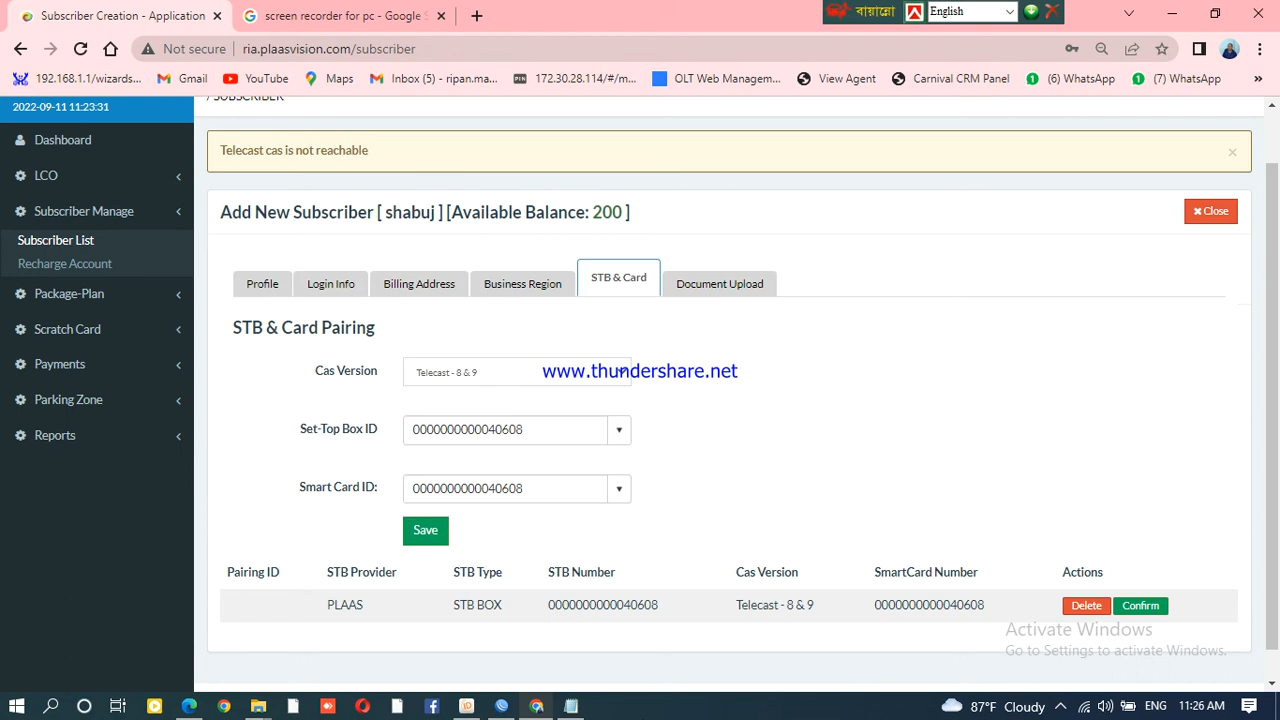 Subscriber Creation - Application
screen recorder for pc - Google S
বায়ান্নো
English
Not secure
ria.plaasvision.com/subscriber
192.168.1.1/wizards...
Gmail
YouTube
Maps
Inbox (5) - ripan.ma...
172.30.28.114/#/m...
OLT Web Managem...
View Agent
Carnival CRM Panel
(6) WhatsApp
(7) WhatsApp
2022-09-11 11:23:31
/ SUBSCRIBER
Dashboard
LCO
Subscriber Manage
Subscriber List
Recharge Account
Package-Plan
Scratch Card
Payments
Parking Zone
Reports
Telecast cas is not reachable
Add New Subscriber [ shabuj ] [Available Balance: 200 ]
Close
Profile
Login Info
Billing Address
Business Region
STB & Card
Document Upload
STB & Card Pairing
Cas Version
Telecast - 8 & 9
www.thundershare.net
Set-Top Box ID
0000000000040608
Smart Card ID:
0000000000040608
Save
Pairing ID STB Provider STB Type STB Number Cas Version SmartCard Number Actions
PLAAS STB BOX 0000000000040608 Telecast - 8 & 9 0000000000040608 Delete Confirm
Activate Windows
Go to Settings to activate Windows.
87°F Cloudy
ENG
11:26 AM